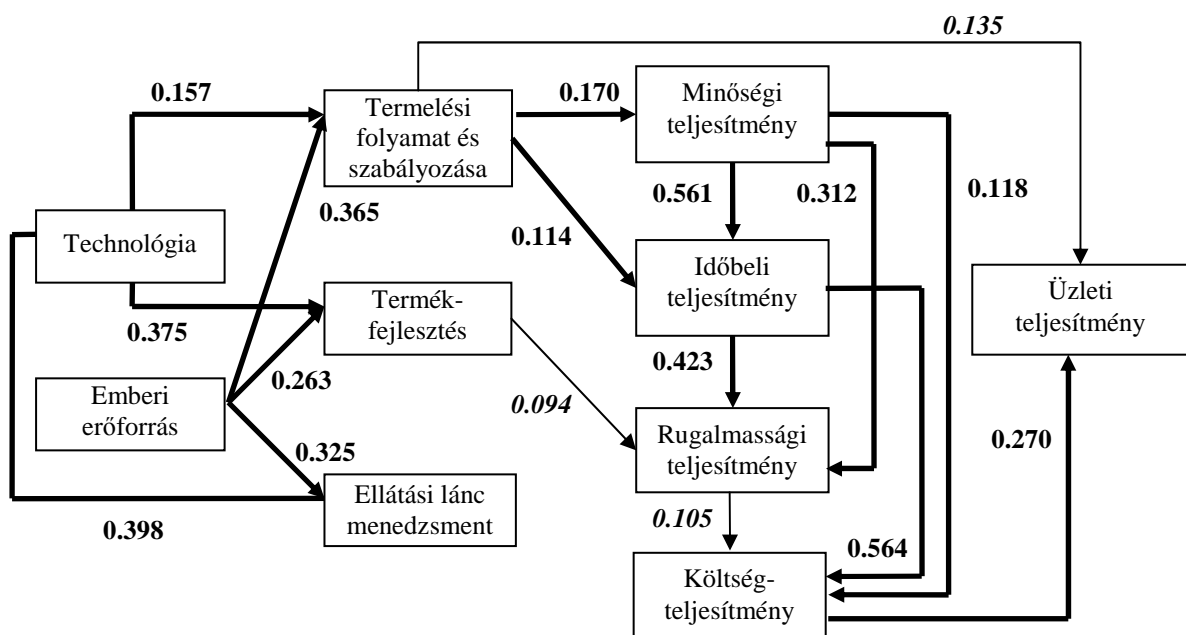 0.135
0.157
Termelési
folyamat és
szabályozása
0.170
Minőségi
teljesítmény
0.365
0.561
0.312
0.118
Technológia
0.114
Időbeli
teljesítmény
Üzleti
teljesítmény
0.375
Termék-
fejlesztés
0.263
0.423
Emberi
erőforrás
0.094
Rugalmassági
teljesítmény
0.270
0.325
Ellátási lánc
menedzsment
0.398
0.105
0.564
Költség-
teljesítmény